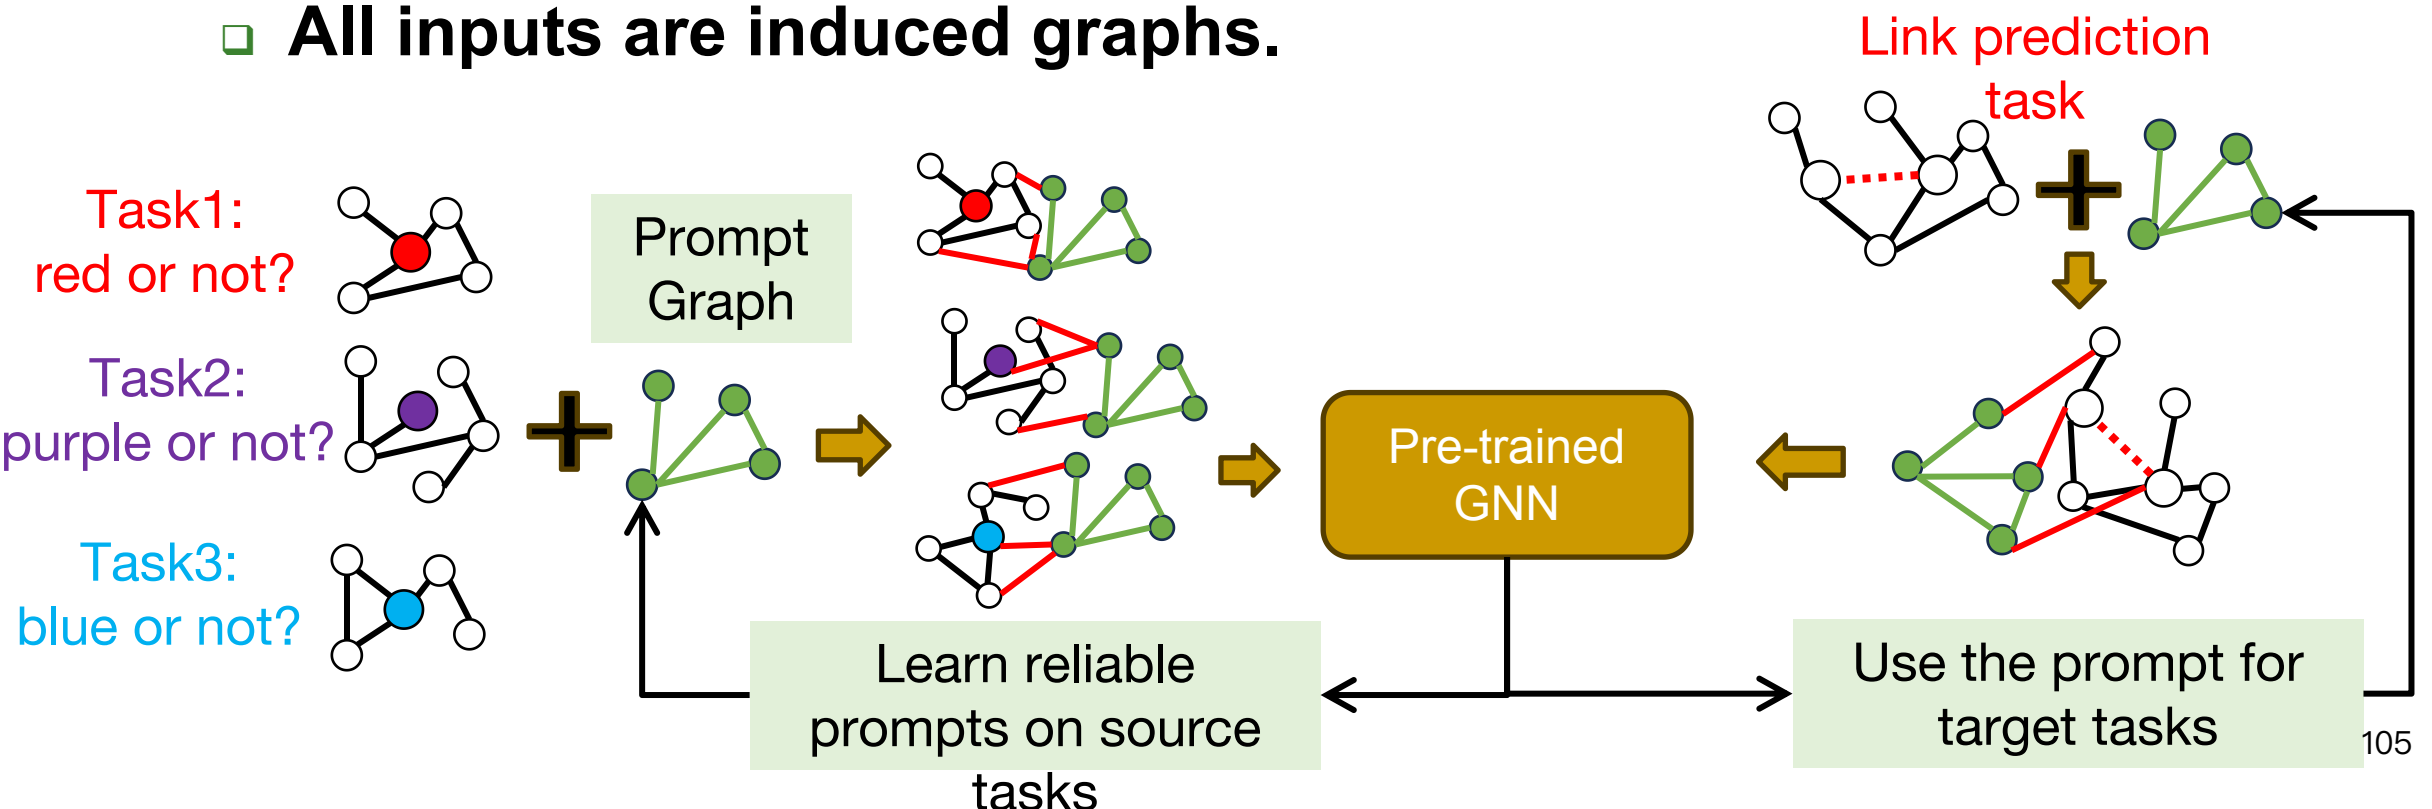 All inputs are induced graphs.
Link prediction
task
Task1:
red or not?
Prompt
Graph
Task2:
purple or not?
Pre-trained
GNN
Task3:
blue or not?
Learn reliable
prompts on source
tasks
Use the prompt for
target tasks
105